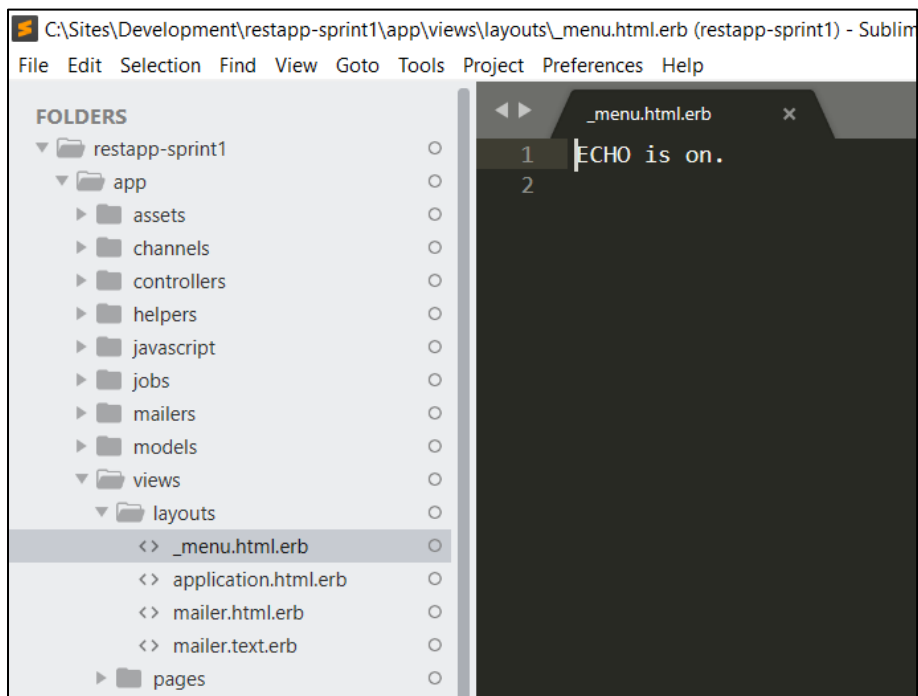 C:\Sites\Development\restapp-sprint1\app\views\layouts\_menu.html.erb (restapp-sprint1) - Sublim
File Edit Selection Find View Goto Tools Project Preferences Help
FOLDERS
restapp-sprint1
app
assets
channels
controllers
helpers
javascript
jobs
mailers
models
views
layouts
<> _menu.html.erb
<> application.html.erb
<> mailer.html.erb
<> mailer.text.erb
pages
_menu.html.erb ×
1 ECHO is on.
2